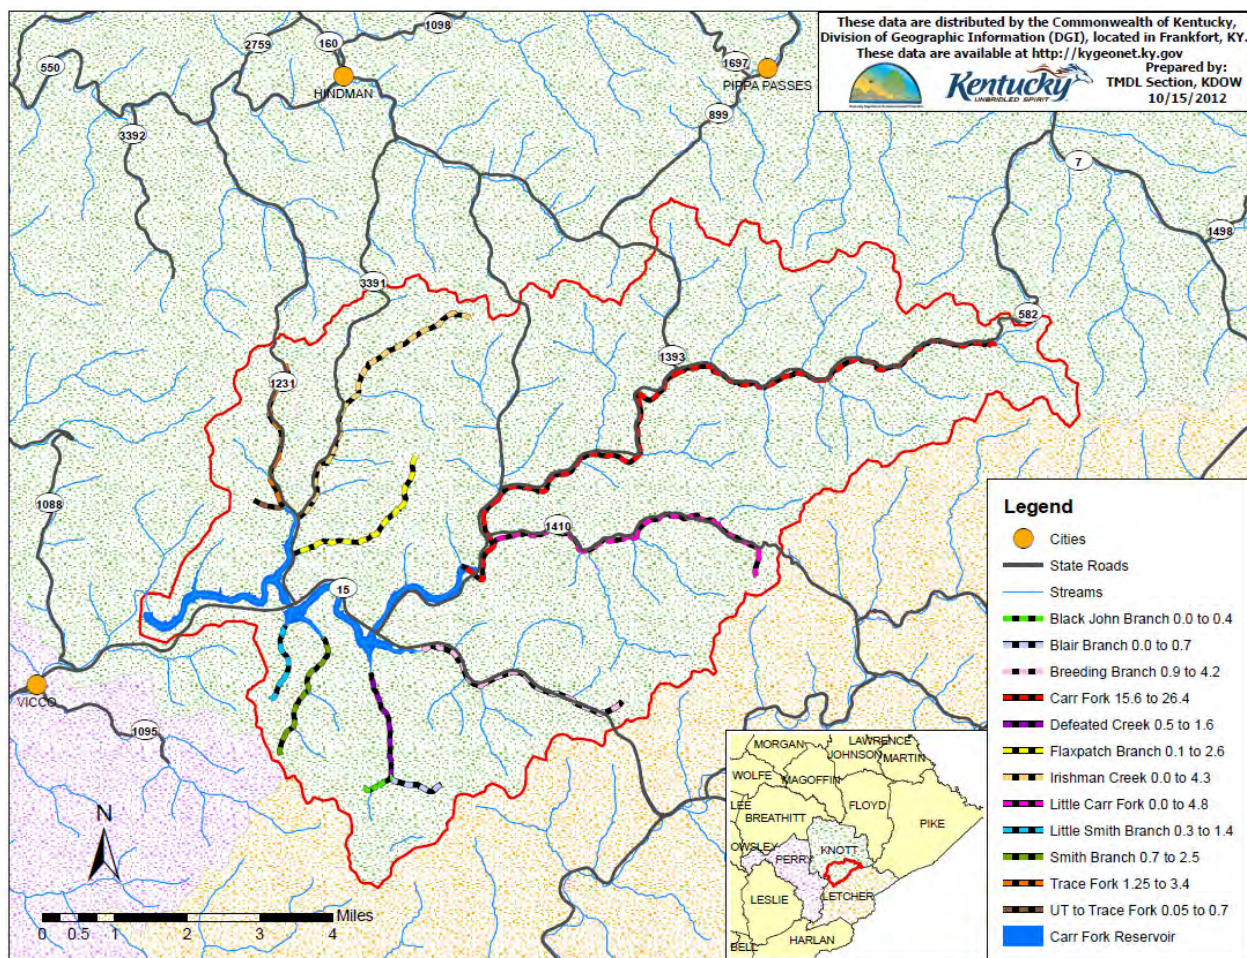 These data are distributed by the Commonwealth of Kentucky,
Division of Geographic Information (DGI), located in Frankfort, KY.
These data are available at http://kygeonet.ky.gov
Prepared by:
TMDL Section, KDOW
10/15/2012
Kentucky
UNBRIDLED SPIRIT
1098
2759
160
550
HINDMAN
1697
PIPPA PASSES
899
3392
7
1498
3391
582
1393
1231
1088
1410
15
VICCO
1095
N
Miles
0 0.5 1 2 3 4
Legend
Cities
State Roads
Streams
Black John Branch 0.0 to 0.4
Blair Branch 0.0 to 0.7
Breeding Branch 0.9 to 4.2
Carr Fork 15.6 to 26.4
Defeated Creek 0.5 to 1.6
Flaxpatch Branch 0.1 to 2.6
Irishman Creek 0.0 to 4.3
Little Carr Fork 0.0 to 4.8
Little Smith Branch 0.3 to 1.4
Smith Branch 0.7 to 2.5
Trace Fork 1.25 to 3.4
UT to Trace Fork 0.05 to 0.7
Carr Fork Reservoir
MORGAN
LAWRENCE
JOHNSON
MARTIN
WOLFE
MAGOFFIN
LEE
FLOYD
BREATHITT
PIKE
OWSLEY
KNOTT
PERRY
LESLIE
LETCHER
BELL
HARLAN